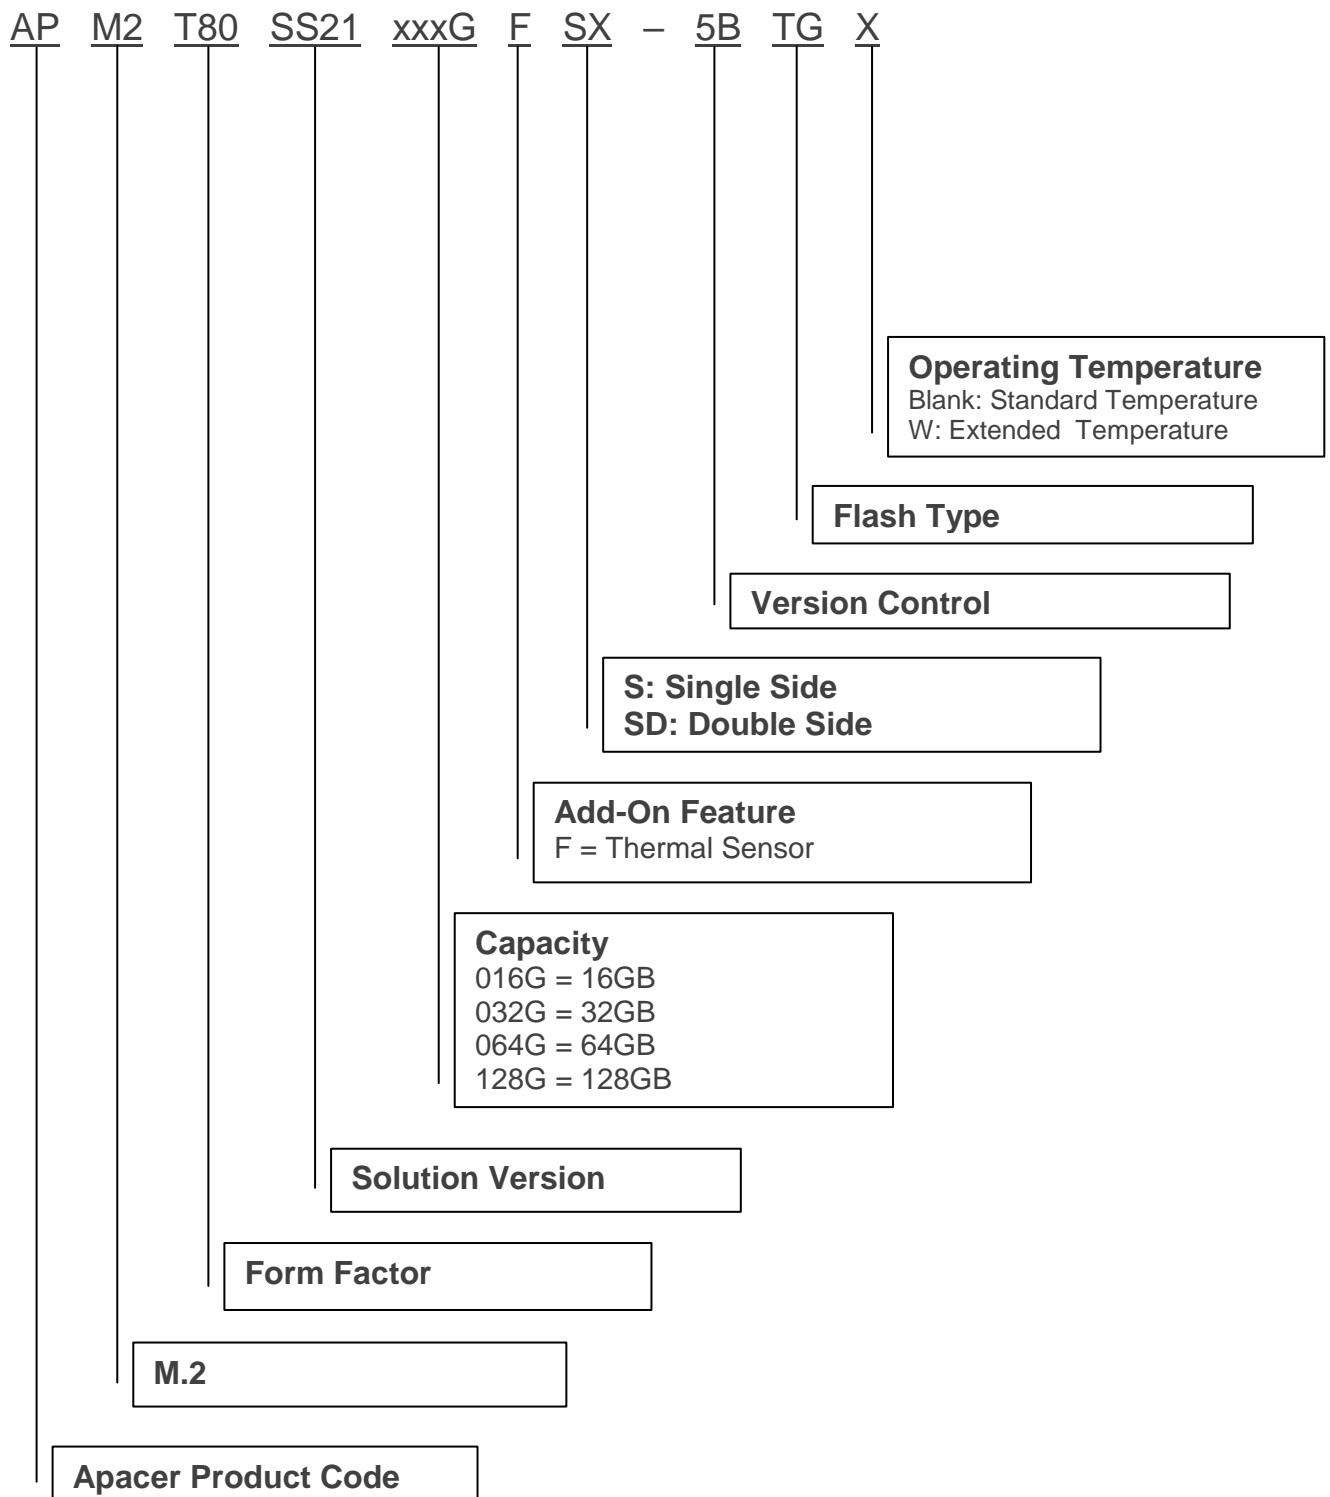 AP M2 T80 SS21 xxxG F SX – 5B TG X
Operating Temperature
Blank: Standard Temperature
W: Extended Temperature
Flash Type
Version Control
S: Single Side
SD: Double Side
Add-On Feature
F = Thermal Sensor
Capacity
016G = 16GB
032G = 32GB
064G = 64GB
128G = 128GB
Solution Version
Form Factor
M.2
Apacer Product Code